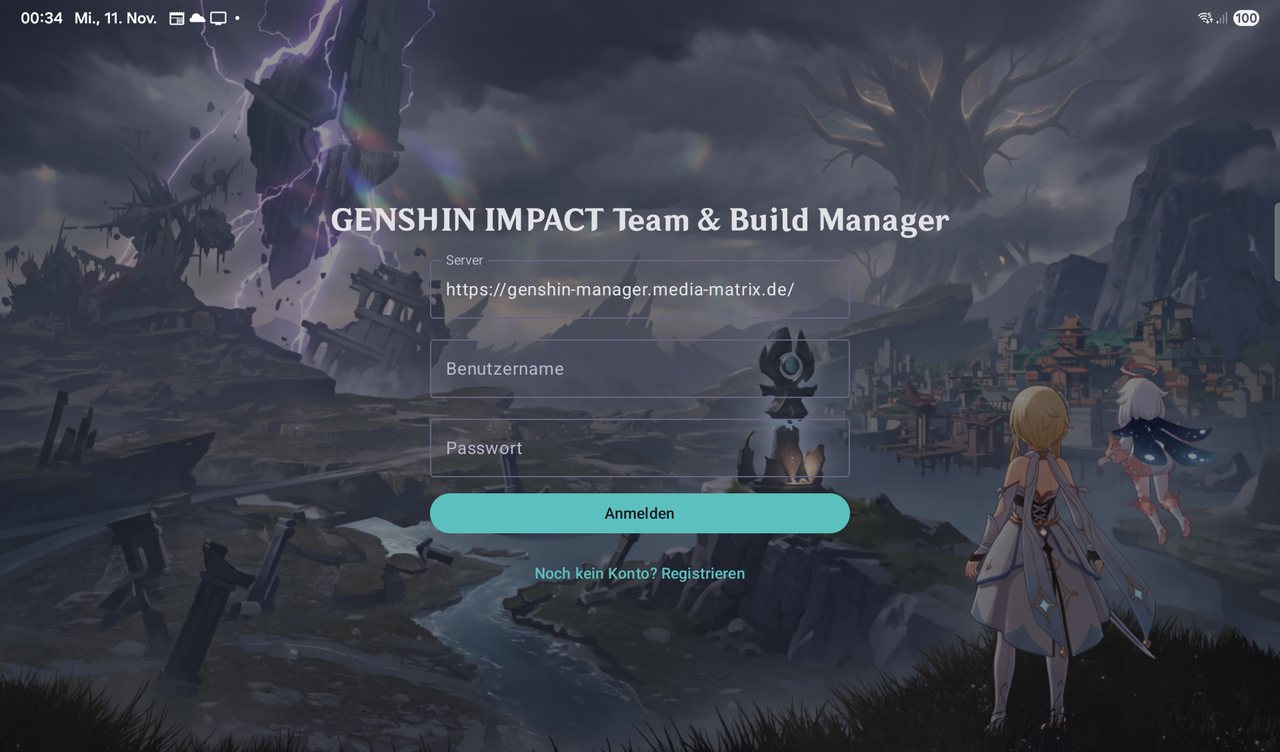 00:34 Mi., 11. Nov. 100
GENSHIN IMPACT Team & Build Manager
Server
https://genshin-manager.media-matrix.de/
Benutzername
Passwort
Anmelden
Noch kein Konto? Registrieren